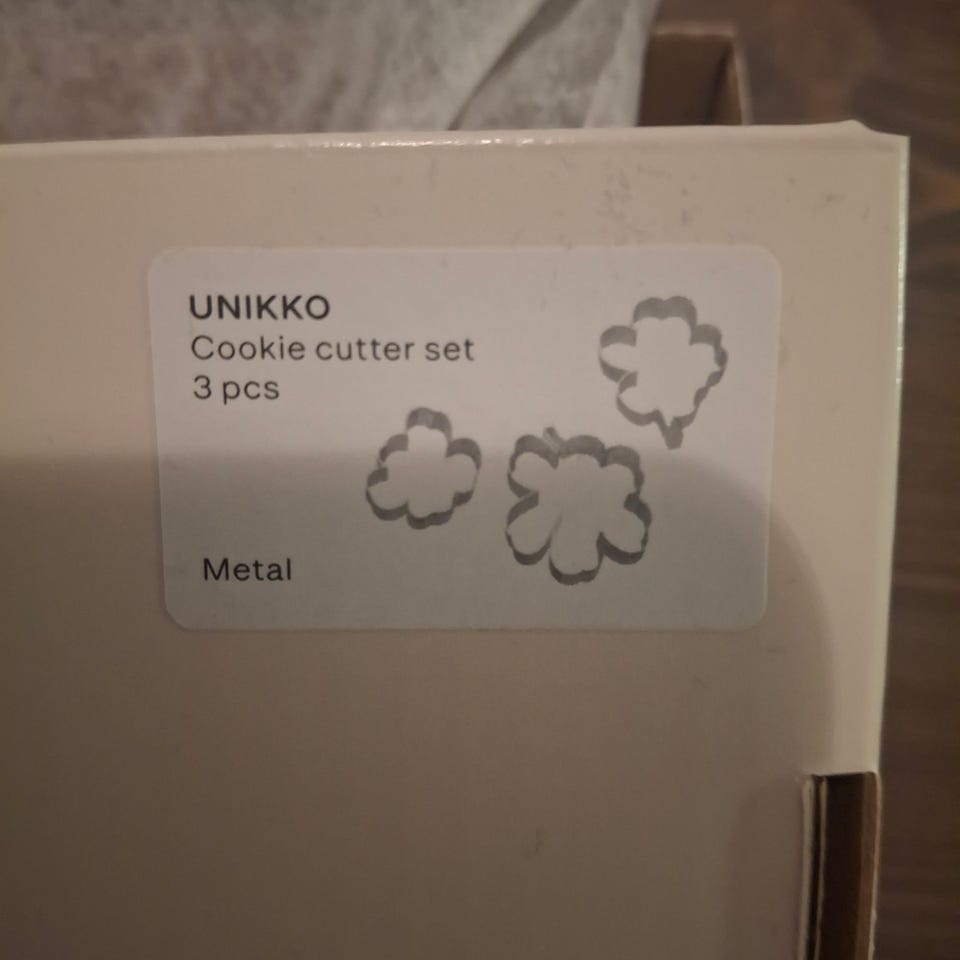 UNIKKO
Cookie cutter set
3 pcs
Metal